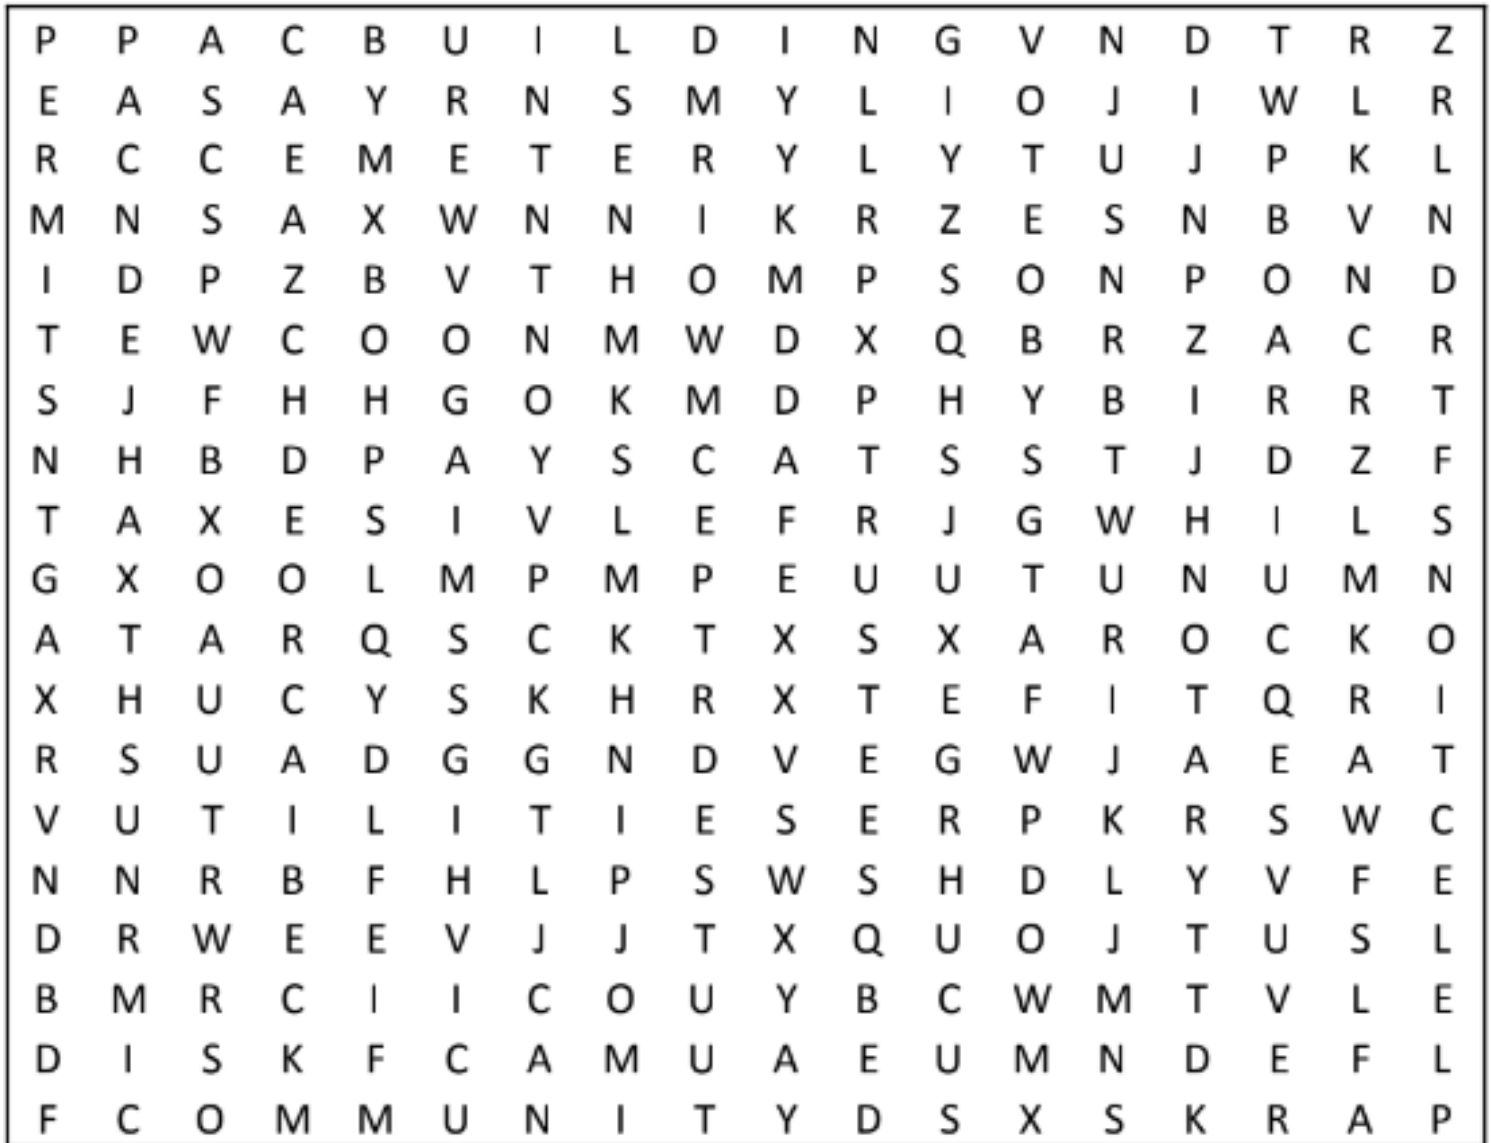 P P A C B U I L D I N G V N D T R Z
E A S A Y R N S M Y L I O J I W L R
R C C E M E T E R Y L Y T U J P K L
M N S A X W N N I K R Z E S N B V N
I D P Z B V T H O M P S O N P O N D
T E W C O O N M W D X Q B R Z A C R
S J F H H G O K M D P H Y B I R R T
N H B D P A Y S C A T S S T J D Z F
T A X E S I V L E F R J G W H I L S
G X O O L M P M P E U U T U N U M N
A T A R Q S C K T X S X A R O C K O
X H U C Y S K H R X T E F I T Q R I
R S U A D G G N D V E G W J A E A T
V U T I L I T I E S E R P K R S W C
N N R B F H L P S W S H D L Y V F E
D R W E E V J J T X Q U O J T U S L
B M R C I I C O U Y B C W M T V L E
D I S K F C A M U A E U M N D E F L
F C O M M U N I T Y D S X S K R A P